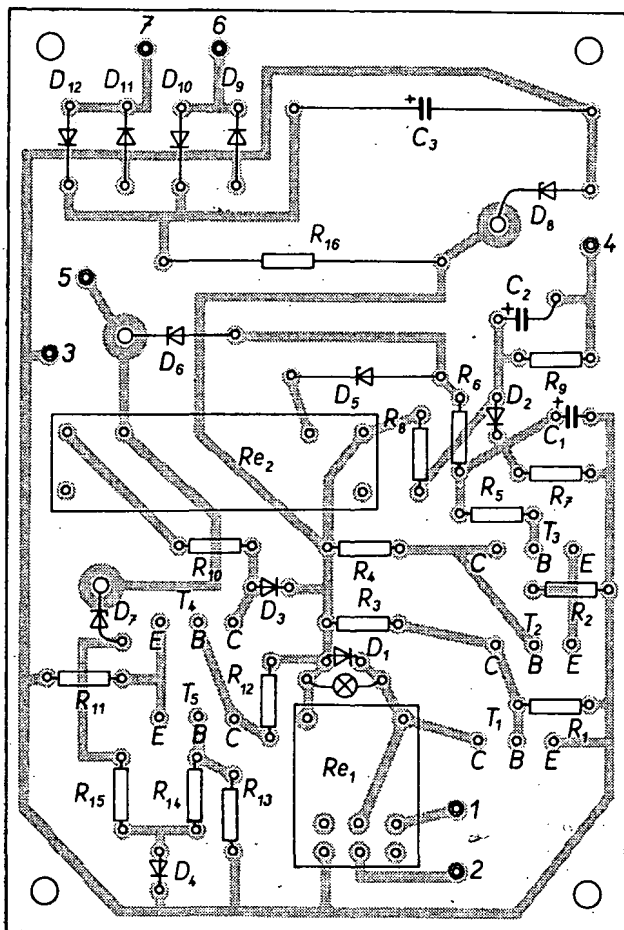 7 6
D12 D11 D10 D9
+ C3
D8
R16
4
5
C2
+
D6
3
R9
D5
R6
D2
+
C1
R8
Re2
R7
R5
T3
R10
R4
C B E
D7
T4
D3
R3
R2
T2
E B C
D1
C B E
R12
R11
T5
E B C
T1
R1
C B E
Re1
R15 R14 R13
1
D4
2